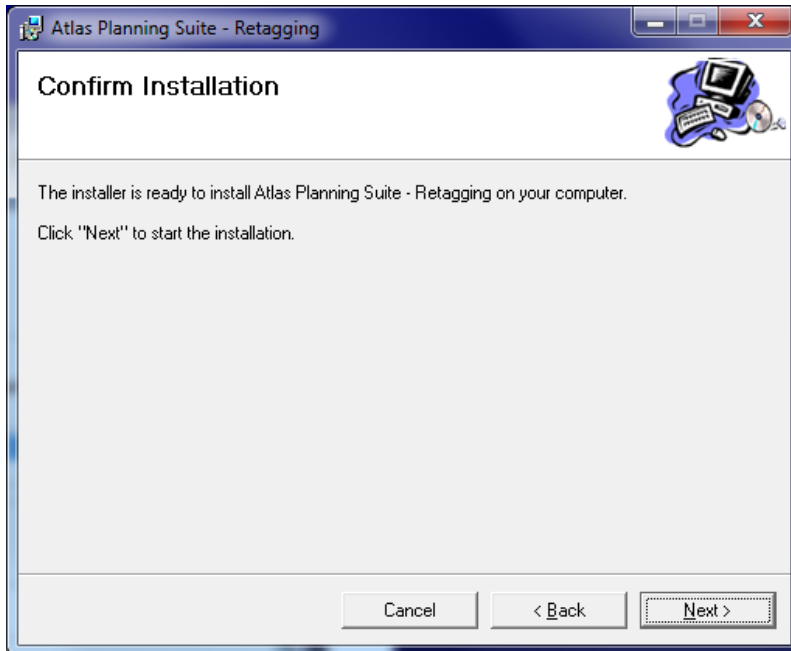 Atlas Planning Suite - Retagging
Confirm Installation
The installer is ready to install Atlas Planning Suite - Retagging on your computer.
Click "Next" to start the installation.
Cancel
< Back
Next >